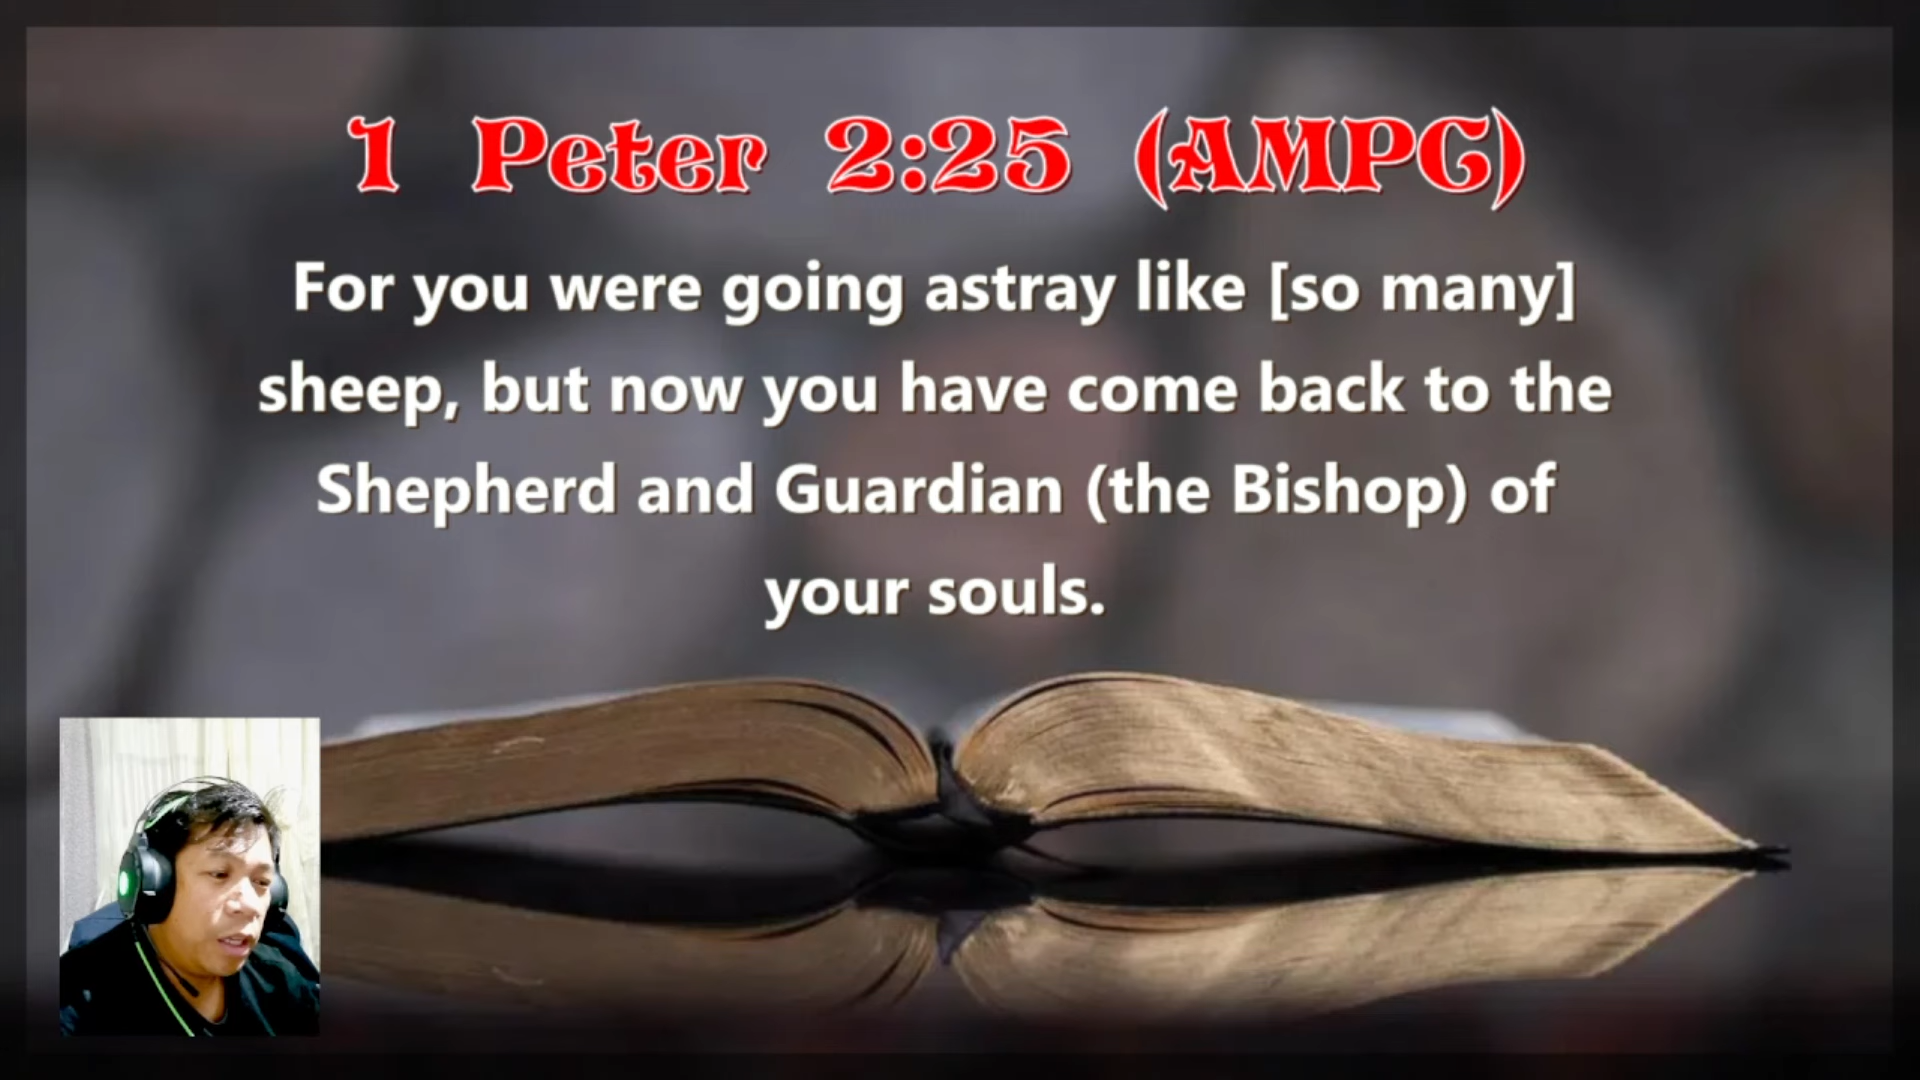 1 Peter 2:25 (AMPC)
For you were going astray like [so many]
sheep, but now you have come back to the
Shepherd and Guardian (the Bishop) of
your souls.